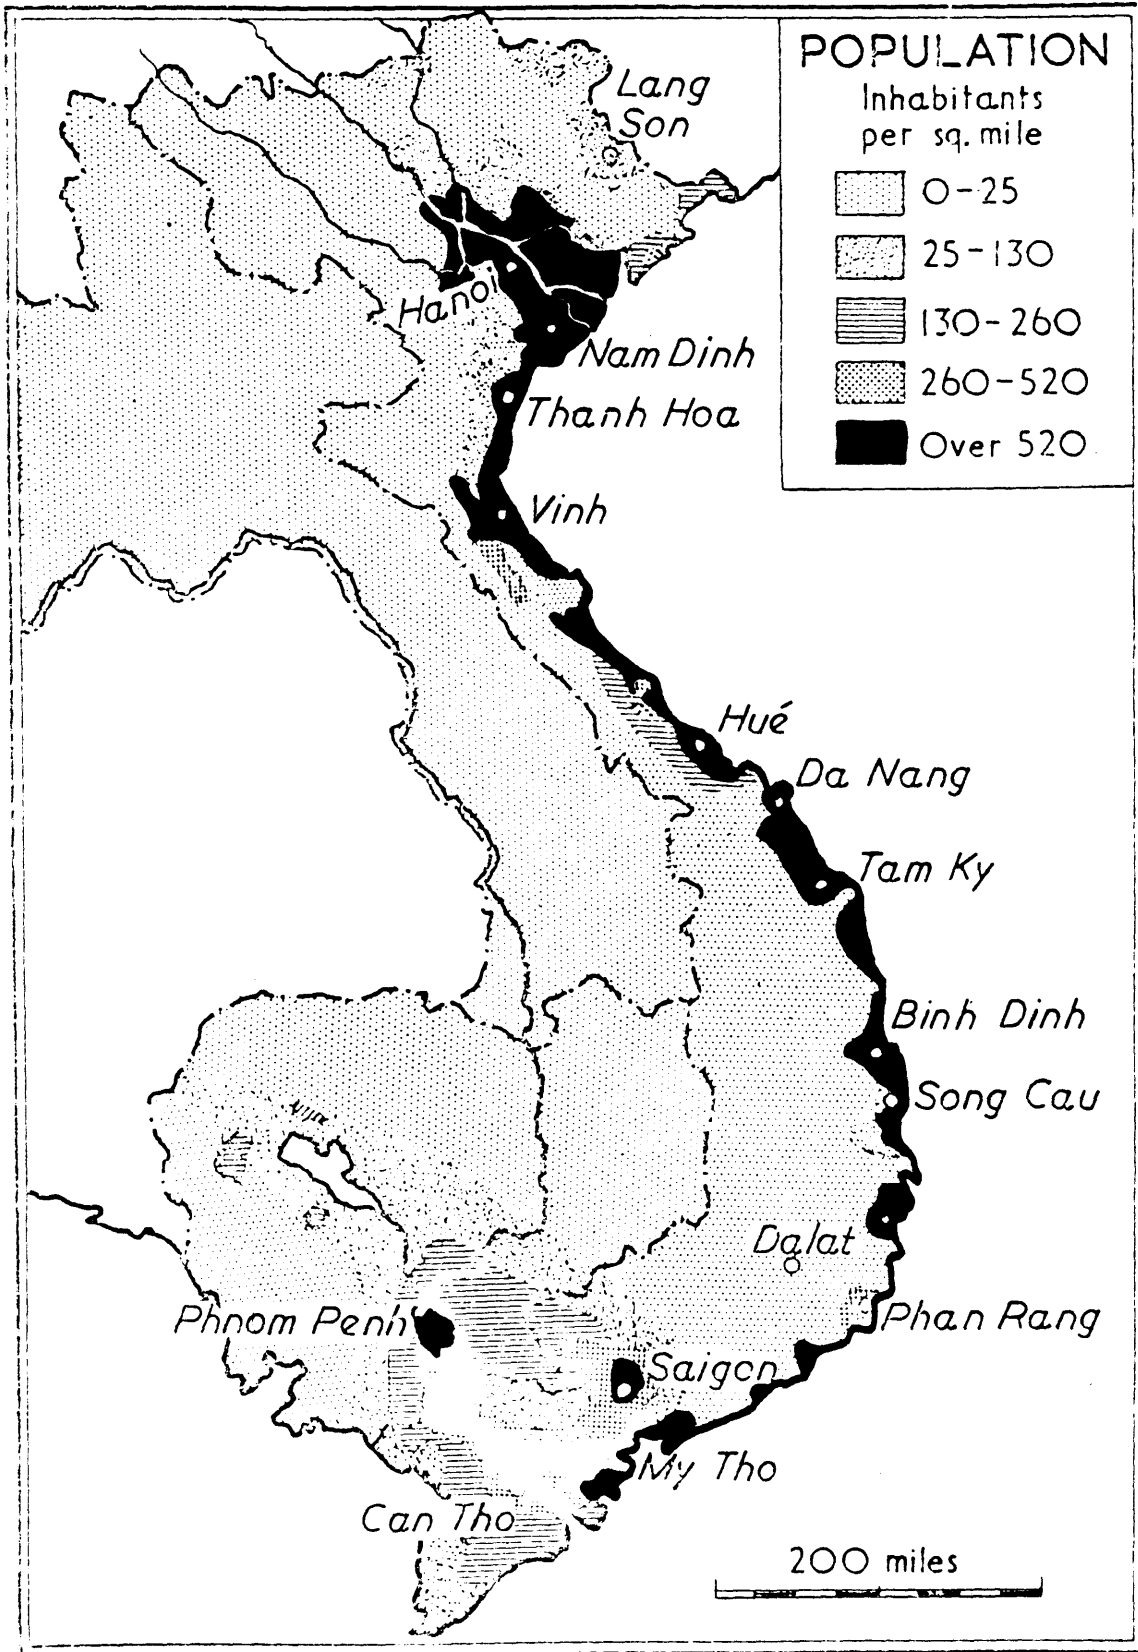 POPULATION
Inhabitants
per sq. mile
0-25
25-130
130-260
260-520
Over 520
Lang
Son
Hanoi
Nam Dinh
Thanh Hoa
Vinh
Hué
Da Nang
Tam Ky
Binh Dinh
Song Cau
Dalat
Phan Rang
Phnom Penh
Saigon
My Tho
Can Tho
200 miles